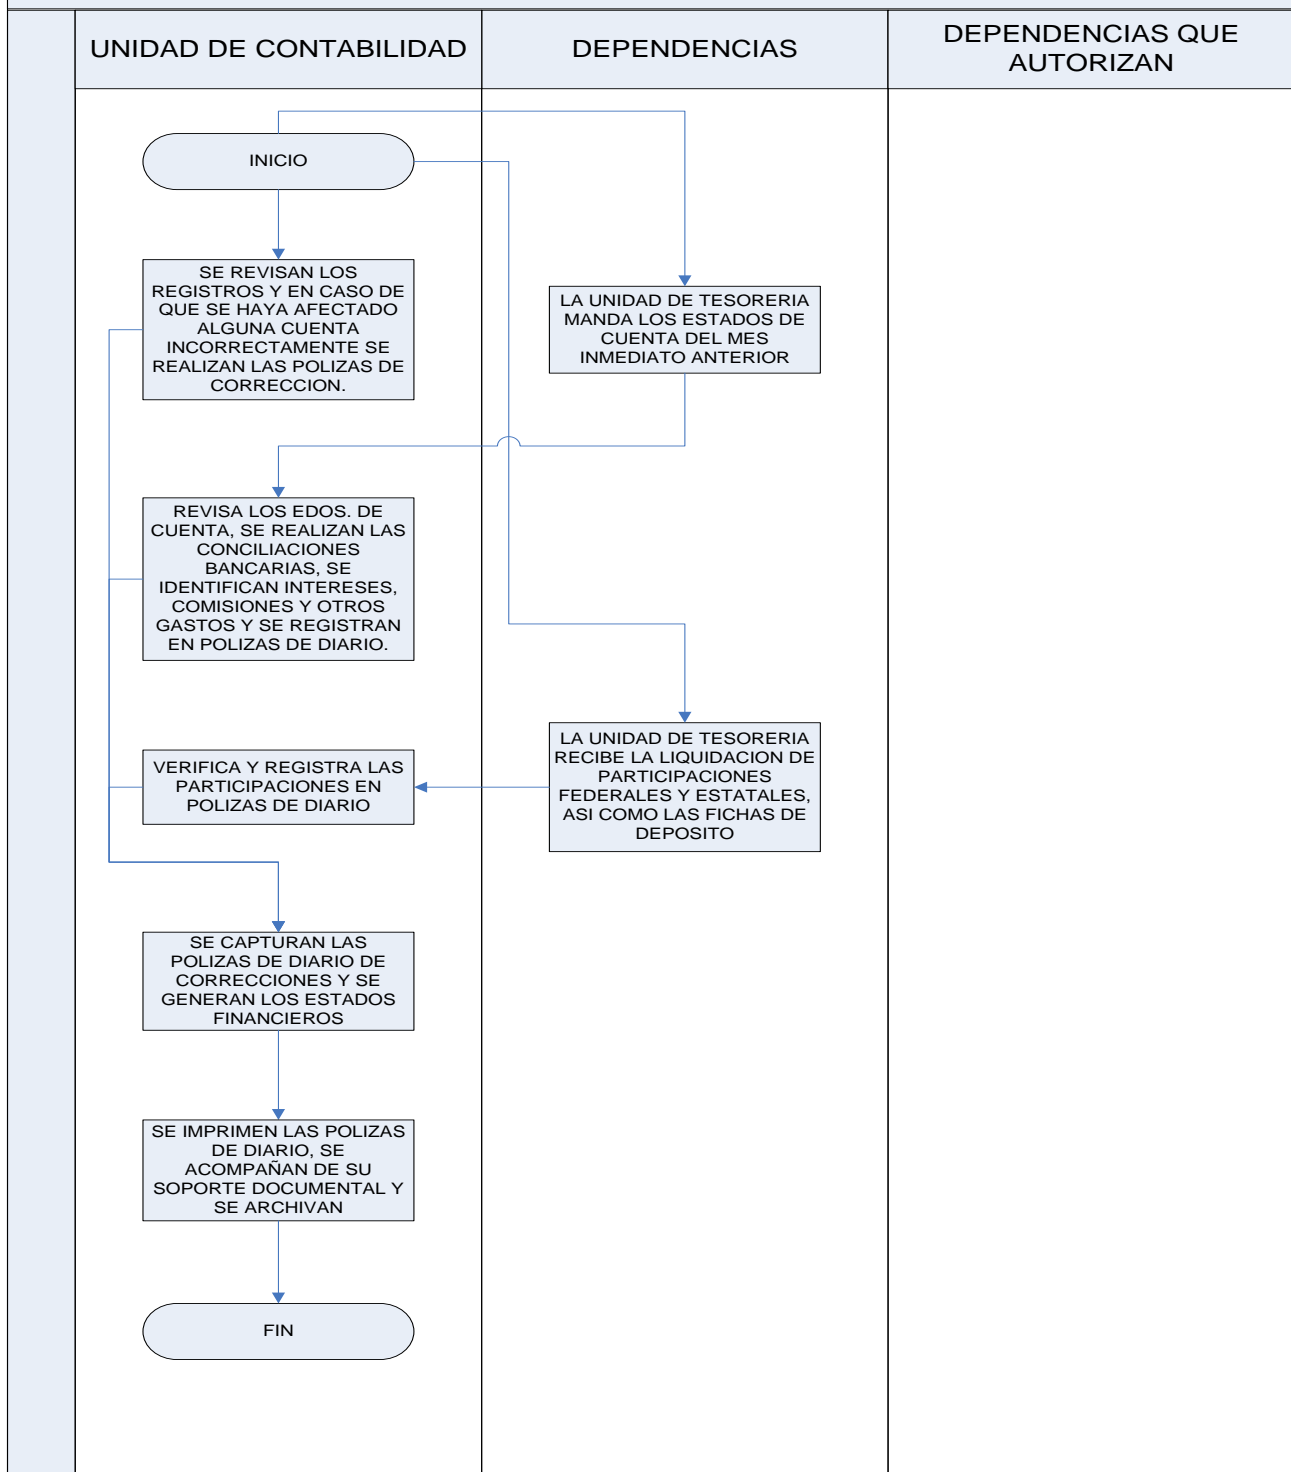 UNIDAD DE CONTABILIDAD
DEPENDENCIAS
DEPENDENCIAS QUE
AUTORIZAN
INICIO
SE REVISAN LOS
REGISTROS Y EN CASO DE
QUE SE HAYA AFECTADO
ALGUNA CUENTA
INCORRECTAMENTE SE
REALIZAN LAS POLIZAS DE
CORRECCION.
LA UNIDAD DE TESORERIA
MANDA LOS ESTADOS DE
CUENTA DEL MES
INMEDIATO ANTERIOR
REVISA LOS EDOS. DE
CUENTA, SE REALIZAN LAS
CONCILIACIONES
BANCARIAS, SE
IDENTIFICAN INTERESES,
COMISIONES Y OTROS
GASTOS Y SE REGISTRAN
EN POLIZAS DE DIARIO.
LA UNIDAD DE TESORERIA
RECIBE LA LIQUIDACION DE
PARTICIPACIONES
FEDERALES Y ESTATALES,
ASI COMO LAS FICHAS DE
DEPOSITO
VERIFICA Y REGISTRA LAS
PARTICIPACIONES EN
POLIZAS DE DIARIO
SE CAPTURAN LAS
POLIZAS DE DIARIO DE
CORRECCIONES Y SE
GENERAN LOS ESTADOS
FINANCIEROS
SE IMPRIMEN LAS POLIZAS
DE DIARIO, SE
ACOMPAÑAN DE SU
SOPORTE DOCUMENTAL Y
SE ARCHIVAN
FIN